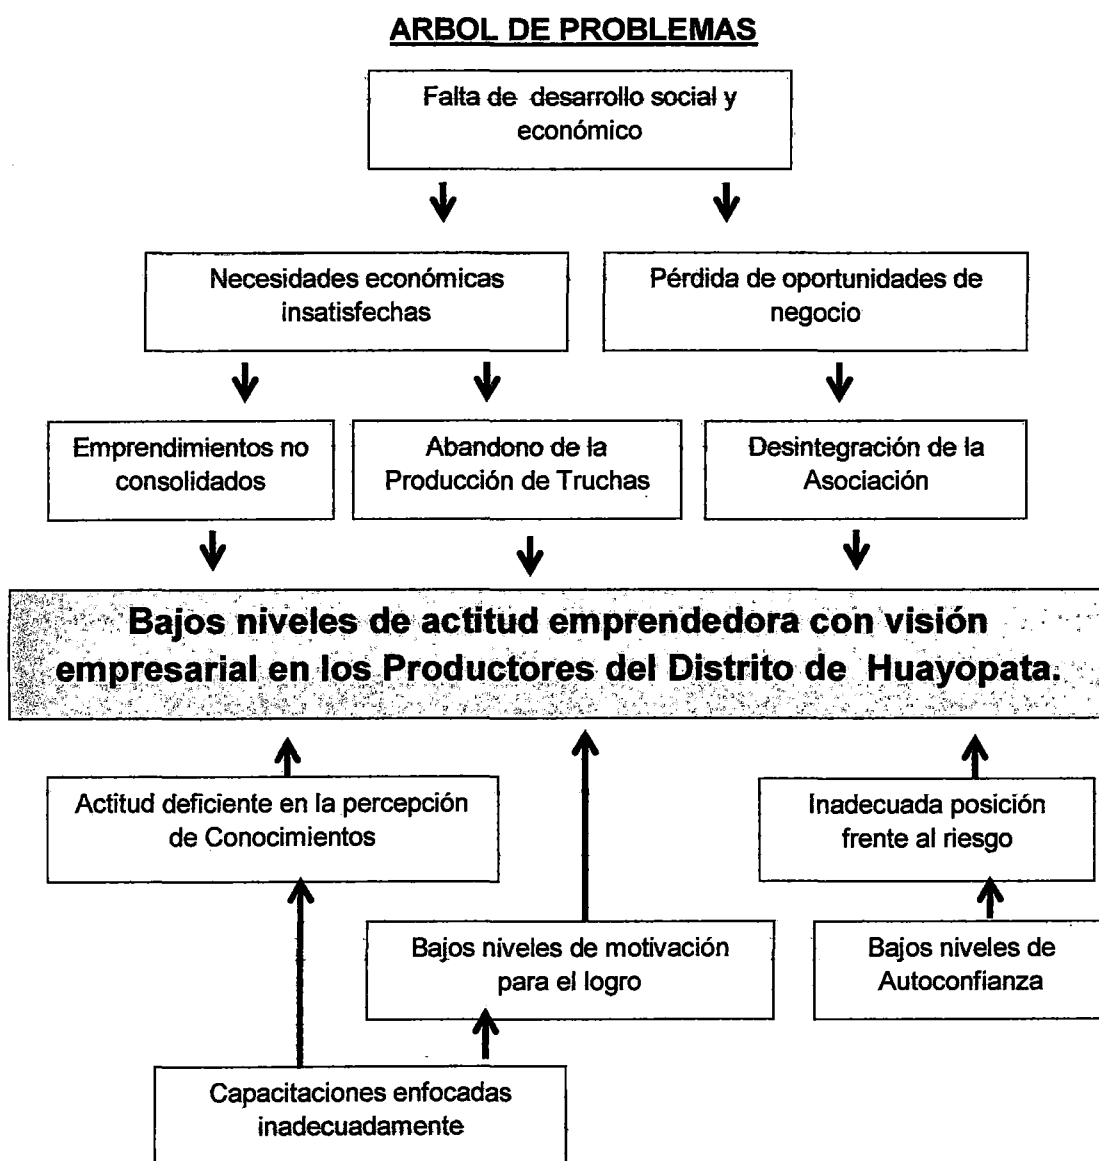 ARBOL DE PROBLEMAS
Falta de desarrollo social y
económico
Necesidades económicas
insatisfechas
Pérdida de oportunidades de
negocio
Emprendimientos no
consolidados
Abandono de la
Producción de Truchas
Desintegración de la
Asociación
Bajos niveles de actitud emprendedora con visión
empresarial en los Productores del Distrito de Huayopata.
Actitud deficiente en la percepción
de Conocimientos
Inadecuada posición
frente al riesgo
Bajos niveles de motivación
para el logro
Bajos niveles de
Autoconfianza
Capacitaciones enfocadas
inadecuadamente